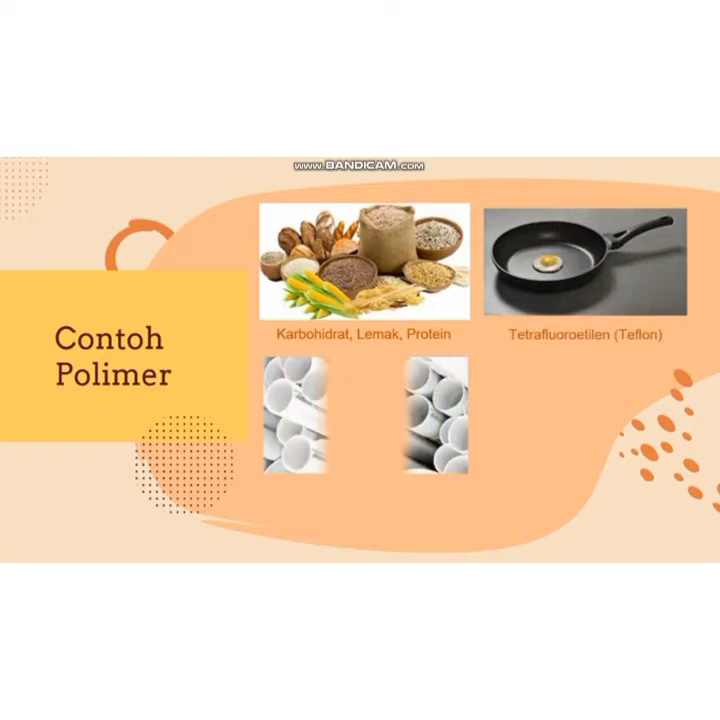 www.BANDICAM.com
Contoh
Polimer
Karbohidrat, Lemak, Protein
Tetrafluoroetilen (Teflon)